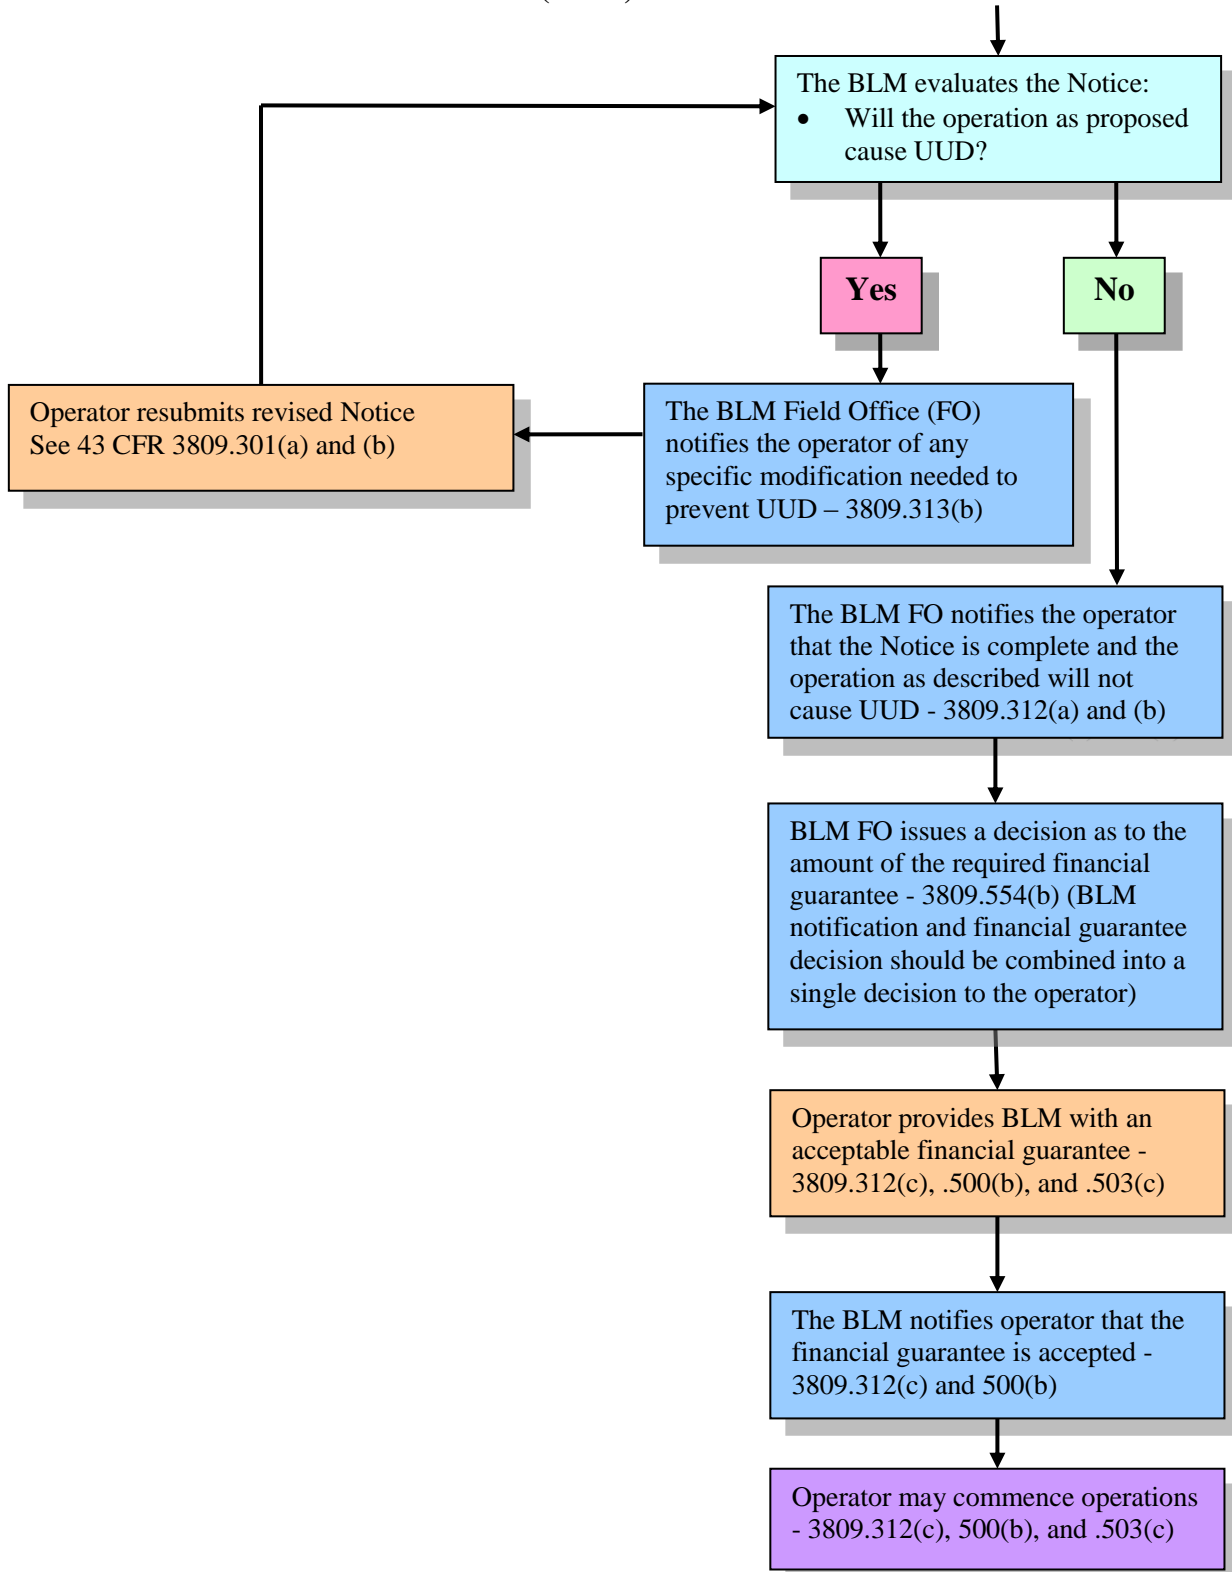 The BLM evaluates the Notice:
• Will the operation as proposed
cause UUD?
Yes
No
Operator resubmits revised Notice
See 43 CFR 3809.301(a) and (b)
The BLM Field Office (FO)
notifies the operator of any
specific modification needed to
prevent UUD – 3809.313(b)
The BLM FO notifies the operator
that the Notice is complete and the
operation as described will not
cause UUD - 3809.312(a) and (b)
BLM FO issues a decision as to the
amount of the required financial
guarantee - 3809.554(b) (BLM
notification and financial guarantee
decision should be combined into a
single decision to the operator)
Operator provides BLM with an
acceptable financial guarantee -
3809.312(c), .500(b), and .503(c)
The BLM notifies operator that the
financial guarantee is accepted -
3809.312(c) and 500(b)
Operator may commence operations
- 3809.312(c), 500(b), and .503(c)